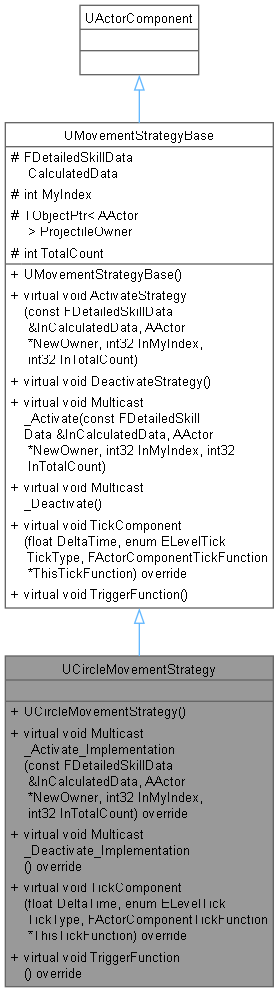 UActorComponent
UMovementStrategyBase
# FDetailedSkillData
CalculatedData
# int MyIndex
# TObjectPtr< AActor
> ProjectileOwner
# int TotalCount
+ UMovementStrategyBase()
+ virtual void ActivateStrategy
(const FDetailedSkillData
&InCalculatedData, AActor
*NewOwner, int32 InMyIndex,
int32 InTotalCount)
+ virtual void DeactivateStrategy()
+ virtual void Multicast
_Activate(const FDetailedSkill
Data &InCalculatedData, AActor
*NewOwner, int32 InMyIndex, int32
InTotalCount)
+ virtual void Multicast
_Deactivate()
+ virtual void TickComponent
(float DeltaTime, enum ELevelTick
TickType, FActorComponentTickFunction
*ThisTickFunction) override
+ virtual void TriggerFunction()
UCircleMovementStrategy
+ UCircleMovementStrategy()
+ virtual void Multicast
_Activate_Implementation
(const FDetailedSkillData
&InCalculatedData, AActor
*NewOwner, int32 InMyIndex,
int32 InTotalCount) override
+ virtual void Multicast
_Deactivate_Implementation
() override
+ virtual void TickComponent
(float DeltaTime, enum ELevelTick
TickType, FActorComponentTickFunction
*ThisTickFunction) override
+ virtual void TriggerFunction
() override